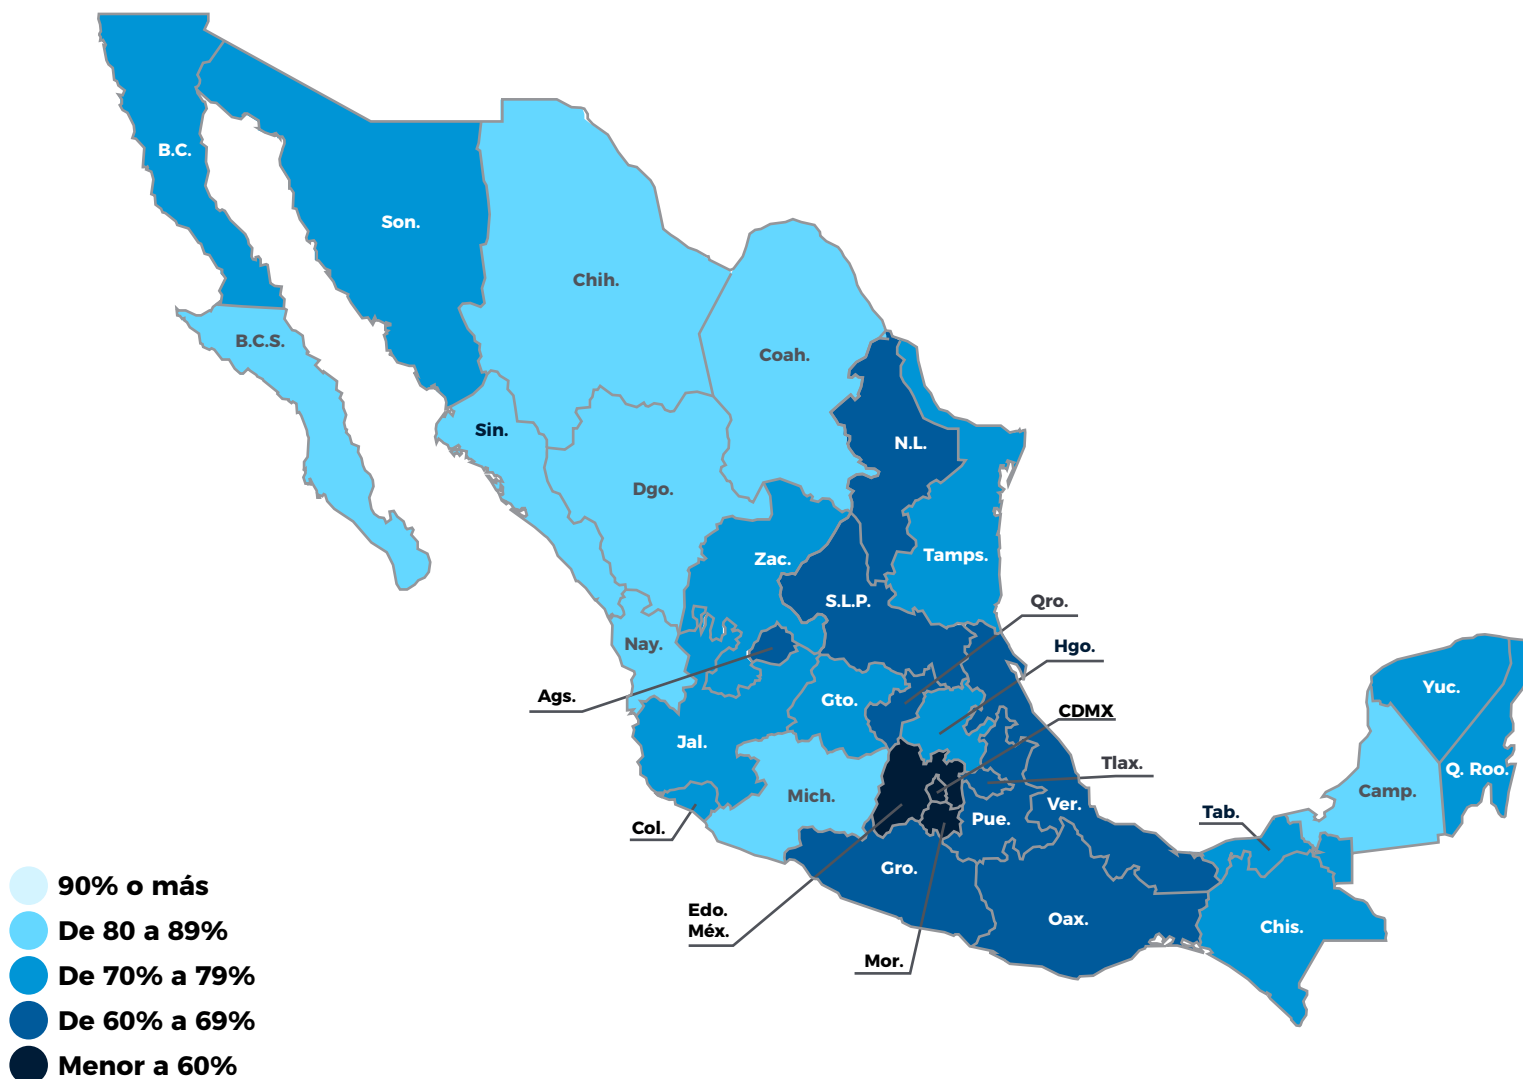 B.C.
Son.
Chih.
B.C.S.
Coah.
Sin.
N.L.
Dgo.
Zac.
Tamps.
S.L.P.
Qro.
Nay.
Hgo.
Ags.
Gto.
Yuc.
CDMX
Jal.
Tlax.
Q. Roo.
Mich.
Camp.
Ver.
Tab.
Pue.
Col.
Gro.
Edo.
Méx.
Oax.
Chis.
Mor.
90% o más
De 80 a 89%
De 70% a 79%
De 60% a 69%
Menor a 60%